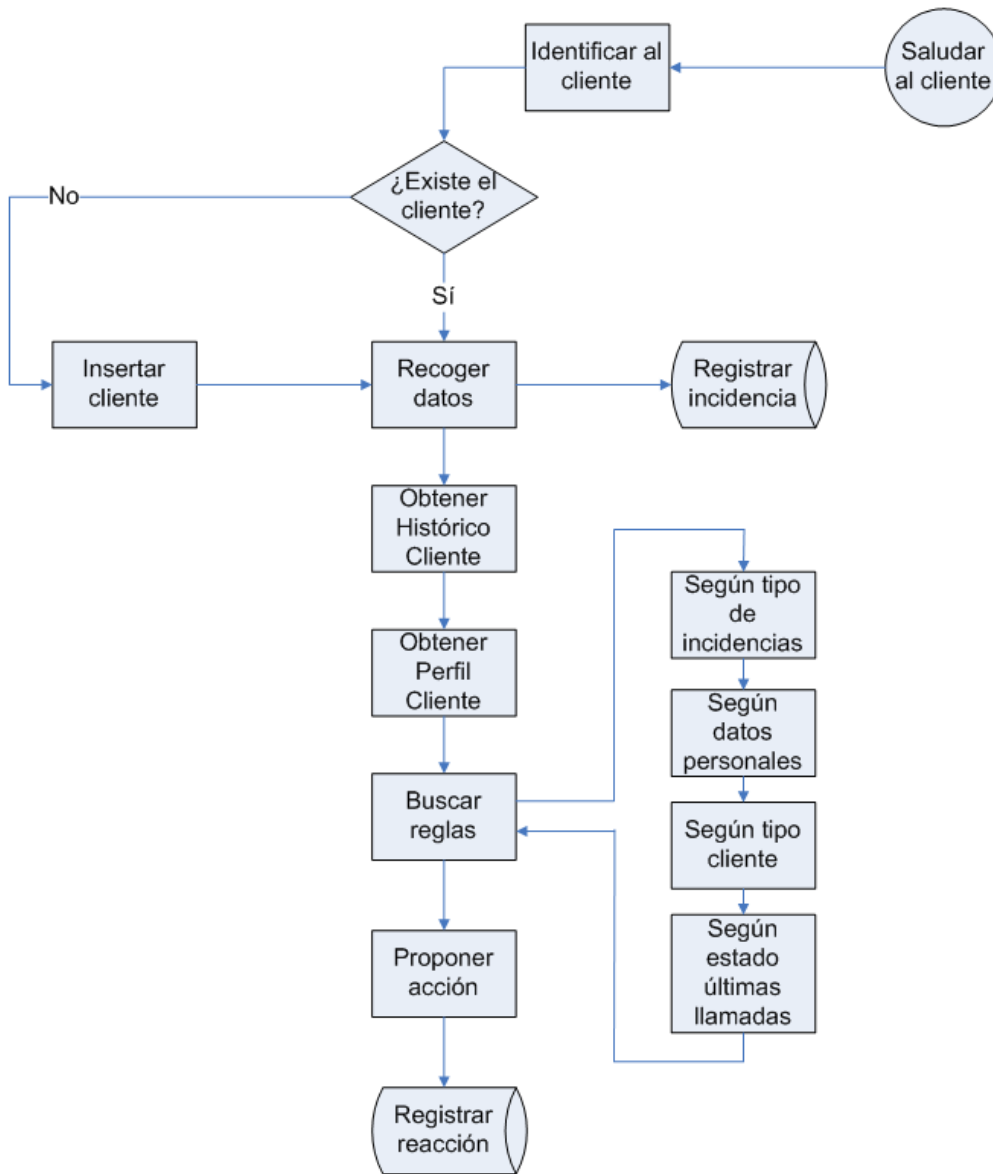 Identificar al
cliente
Saludar
al cliente
¿Existe el
cliente?
No
Sí
Insertar
cliente
Recoger
datos
Registrar
incidencia
Obtener
Histórico
Cliente
Según tipo
de
incidencias
Obtener
Perfil
Cliente
Según
datos
personales
Buscar
reglas
Según tipo
cliente
Según
estado
últimas
llamadas
Proponer
acción
Registrar
reacción